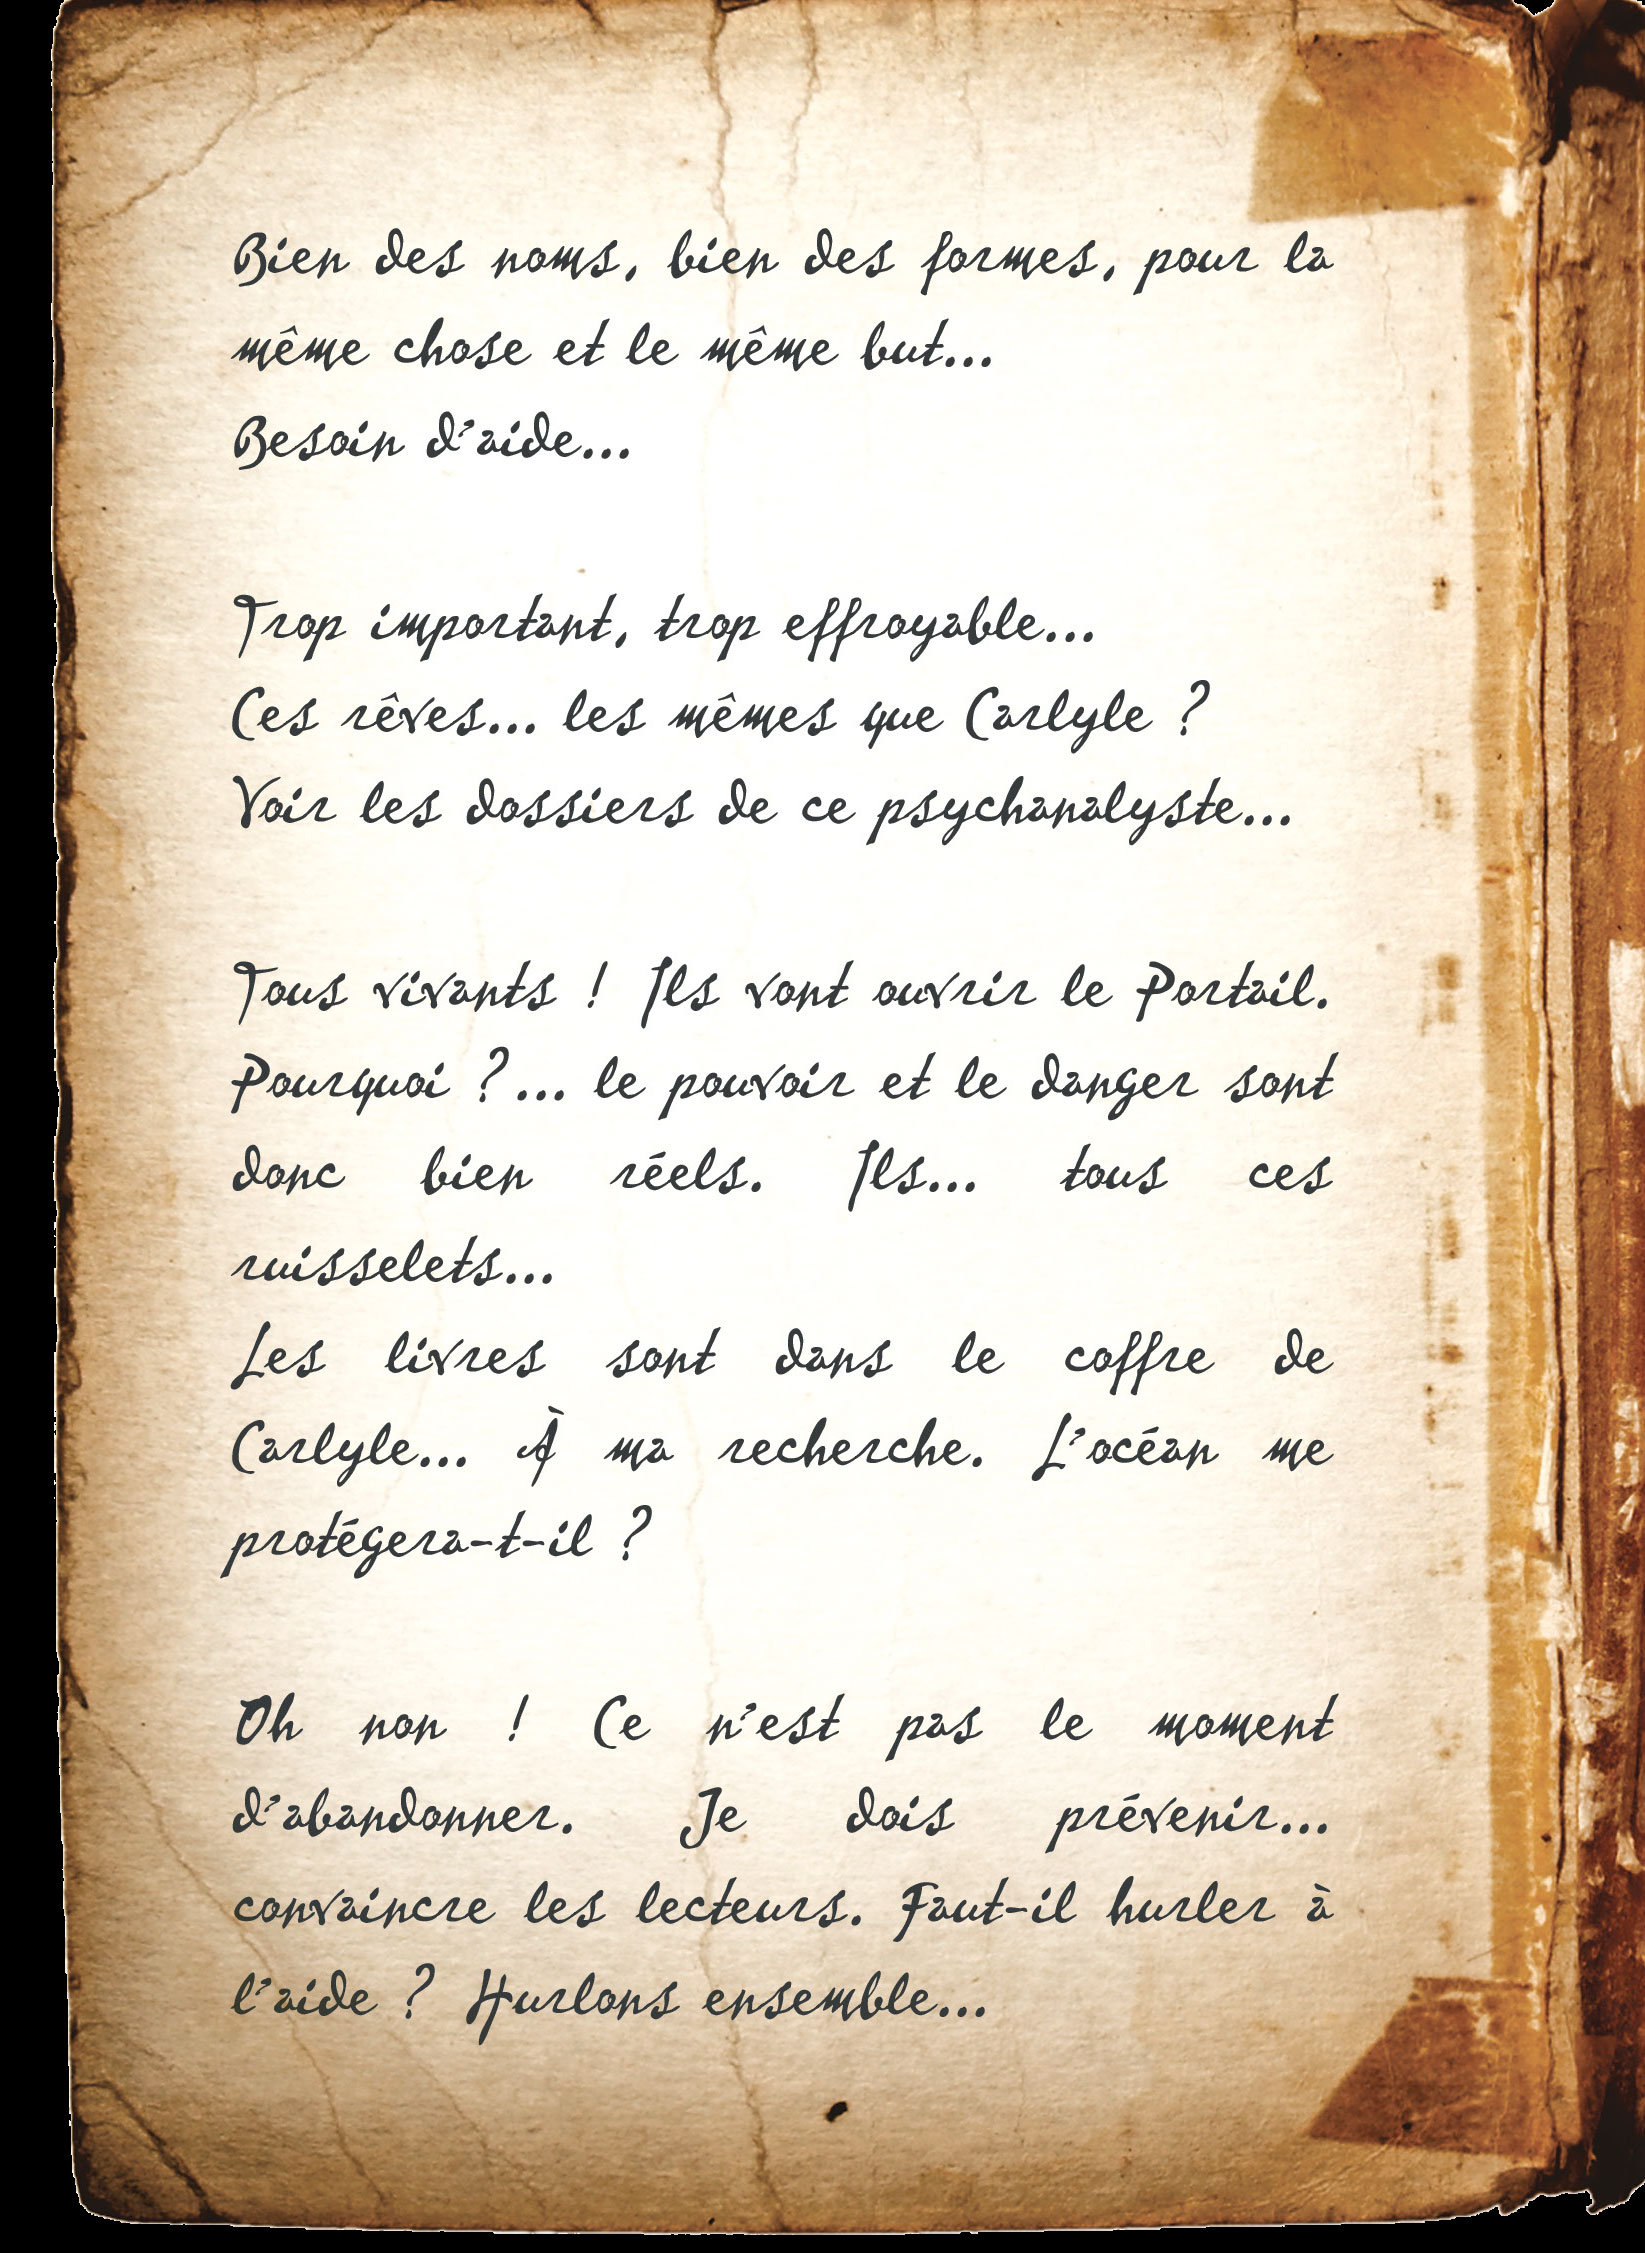 Bien des noms, bien des formes, pour la
même chose et le même but...
Besoin d'aide...
Trop important, trop effroyable...
Ces rêves... les mêmes que Carlyle ?
Voir les dossiers de ce psychanalyste...
Tous vivants ! Ils vont ouvrir le Portail.
Pourquoi ?... le pouvoir et le danger sont
donc bien réels. Ils... tous ces
ruisselets...
Les livres sont dans le coffre de
Carlyle... À ma recherche. L'océan me
protégera-t-il ?
Oh non ! Ce n'est pas le moment
d'abandonner. Je dois prévenir...
convaincre les lecteurs. Faut-il hurler à
l'aide ? Hurlons ensemble...